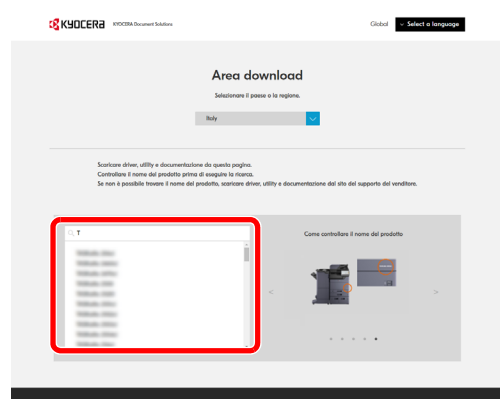 KYOCERA
KYOCERA Document Solutions
Global
Select a language
Area download
Selezionare il paese o la regione.
Italy
Scaricare driver, utility e documentazione da questa pagina.
Controllare il nome del prodotto prima di eseguire la ricerca.
Se non è possibile trovare il nome del prodotto, scaricare driver, utility e documentazione dal sito del supporto del venditore.
T
Come controllare il nome del prodotto